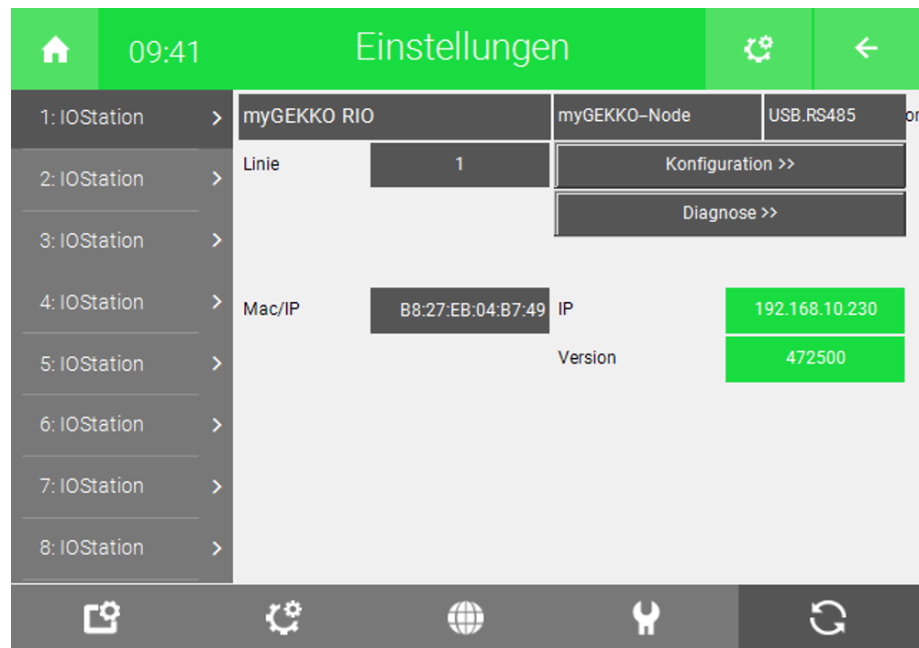 09:41
Einstellungen
1: IOStation
2: IOStation
3: IOStation
4: IOStation
5: IOStation
6: IOStation
7: IOStation
8: IOStation
myGEKKO RIO
myGEKKO-Node
USB.RS485
Linie
1
Konfiguration >>
Diagnose >>
Mac/IP
B8:27:EB:04:B7:49
IP
192.168.10.230
Version
472500